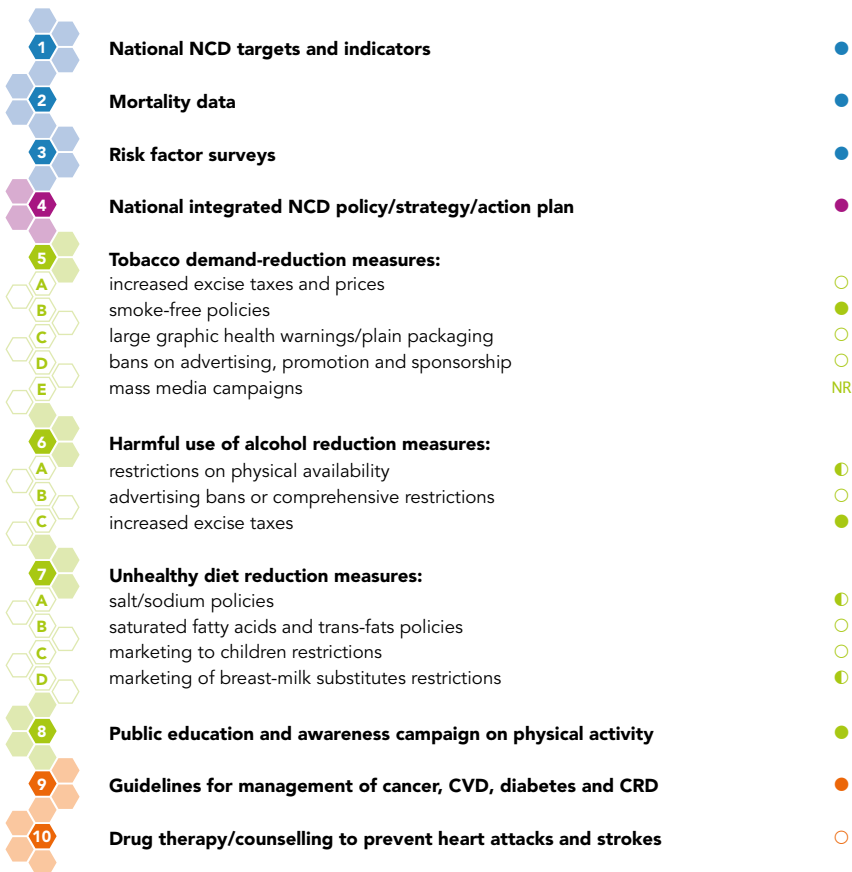 1 National NCD targets and indicators ●
2 Mortality data ●
3 Risk factor surveys ●
4 National integrated NCD policy/strategy/action plan ●
5 Tobacco demand-reduction measures:
A increased excise taxes and prices ○
B smoke-free policies ●
C large graphic health warnings/plain packaging ○
D bans on advertising, promotion and sponsorship ○
E mass media campaigns NR
6 Harmful use of alcohol reduction measures:
A restrictions on physical availability ◐
B advertising bans or comprehensive restrictions ○
C increased excise taxes ●
7 Unhealthy diet reduction measures:
A salt/sodium policies ◐
B saturated fatty acids and trans-fats policies ○
C marketing to children restrictions ○
D marketing of breast-milk substitutes restrictions ◐
8 Public education and awareness campaign on physical activity ●
9 Guidelines for management of cancer, CVD, diabetes and CRD ●
10 Drug therapy/counselling to prevent heart attacks and strokes ○